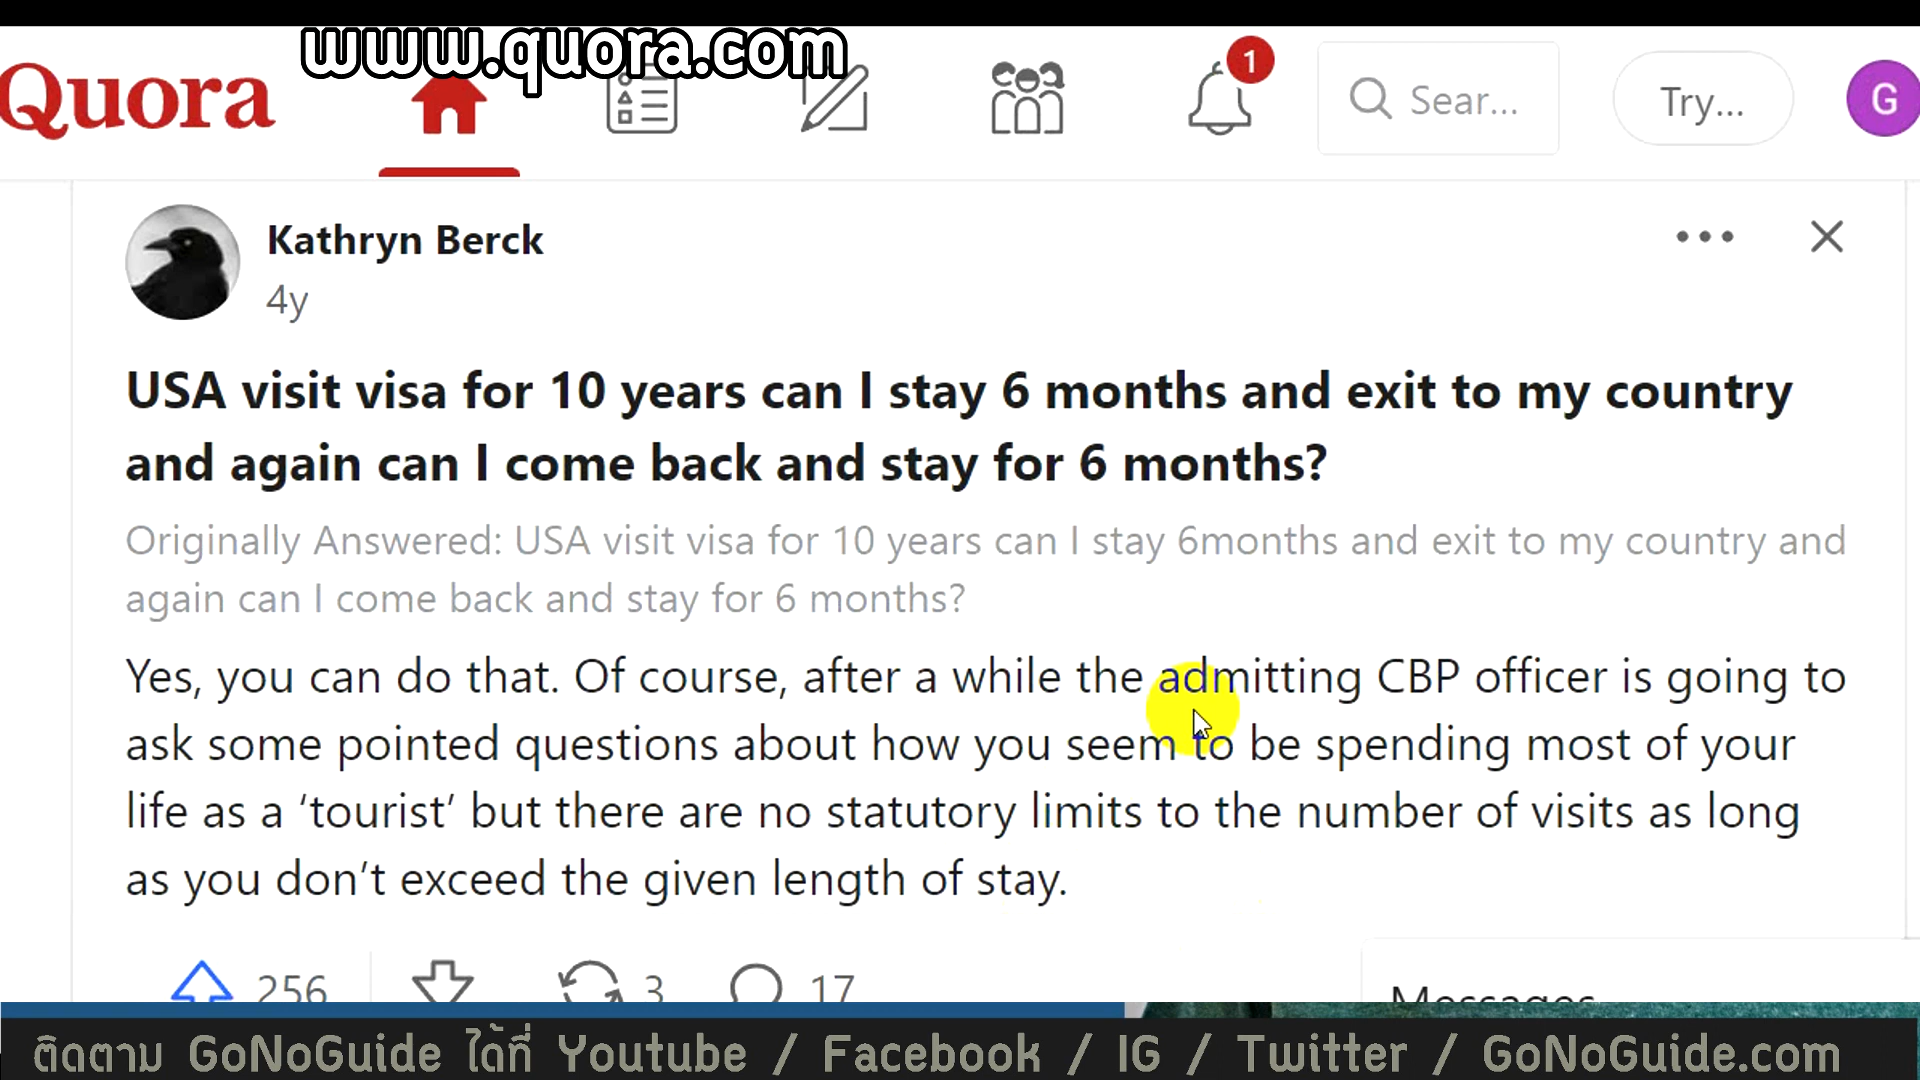 www.quora.com
Quora
1
Sear...
Try...
G
Kathryn Berck
4y
USA visit visa for 10 years can I stay 6 months and exit to my country
and again can I come back and stay for 6 months?
Originally Answered: USA visit visa for 10 years can I stay 6months and exit to my country and
again can I come back and stay for 6 months?
Yes, you can do that. Of course, after a while the admitting CBP officer is going to
ask some pointed questions about how you seem to be spending most of your
life as a ‘tourist’ but there are no statutory limits to the number of visits as long
as you don’t exceed the given length of stay.
256
3
17
Messages
ติดตาม GoNoGuide ได้ที่ Youtube / Facebook / IG / Twitter / GoNoGuide.com